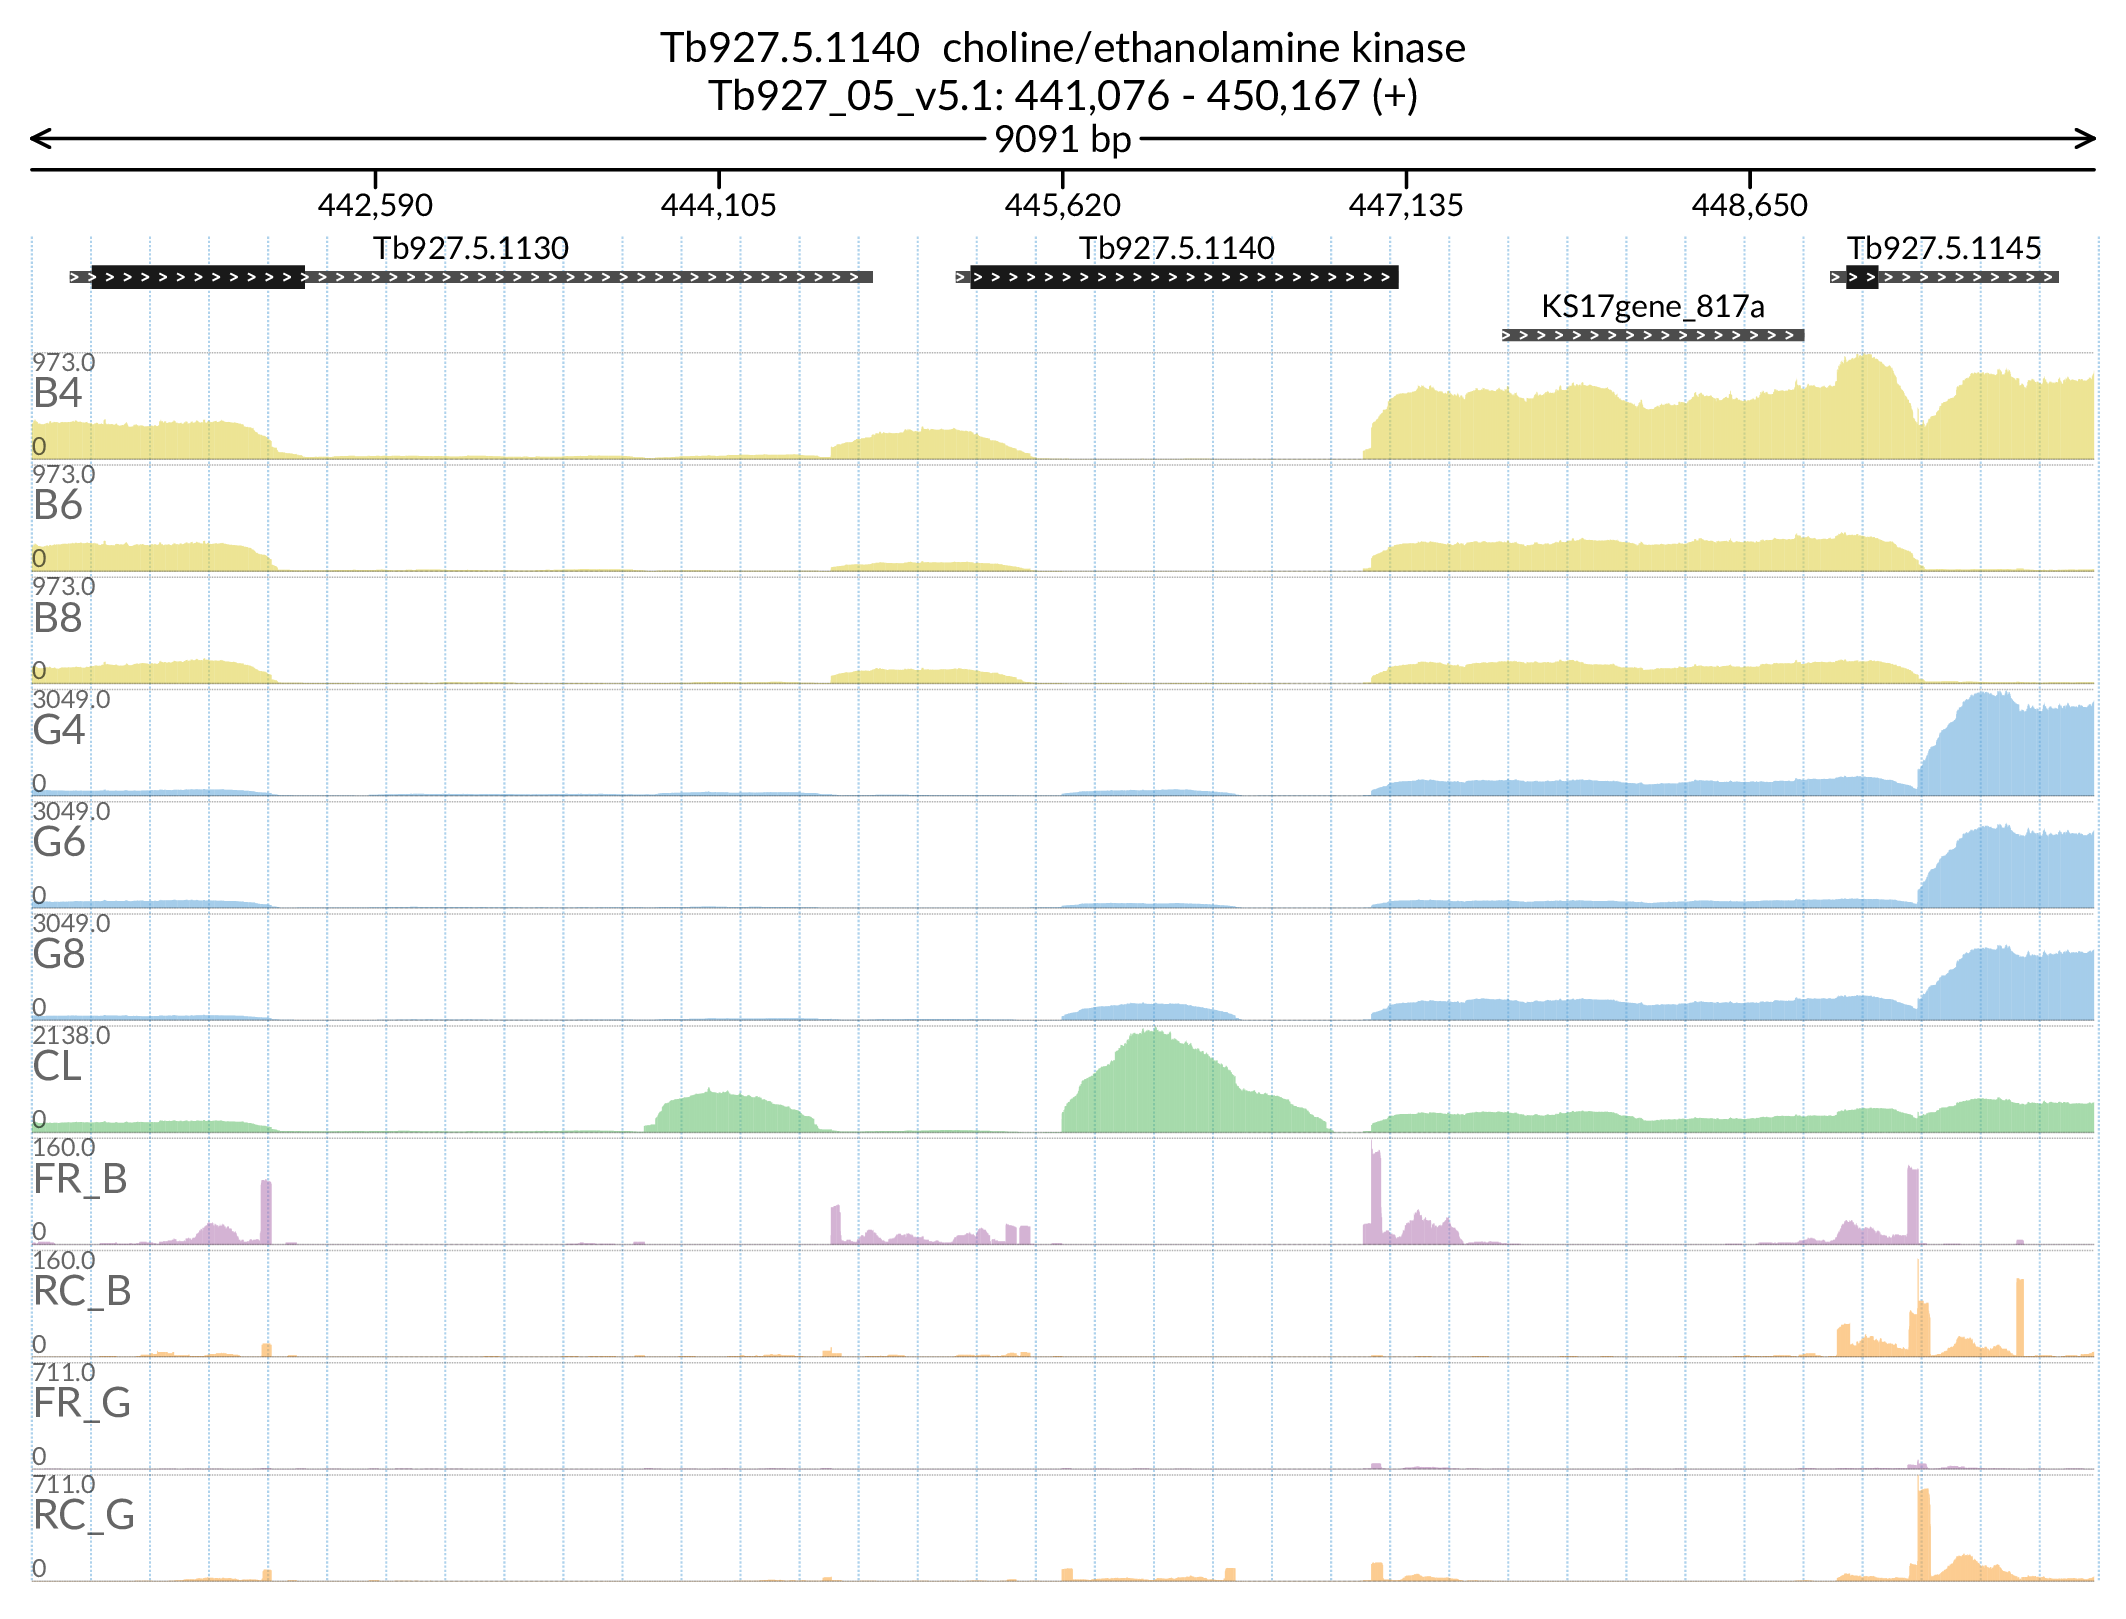 Tb927.5.1140  choline/ethanolamine kinase
Tb927_05_v5.1: 441,076 - 450,167 (+)
9091 bp
442,590 444,105 445,620 447,135 448,650
Tb927.5.1130 Tb927.5.1140 Tb927.5.1145
KS17gene_817a
973.0
B4
0
973.0
B6
0
973.0
B8
0
3049.0
G4
0
3049.0
G6
0
3049.0
G8
0
2138.0
CL
0
160.0
FR_B
0
160.0
RC_B
0
711.0
FR_G
0
711.0
RC_G
0